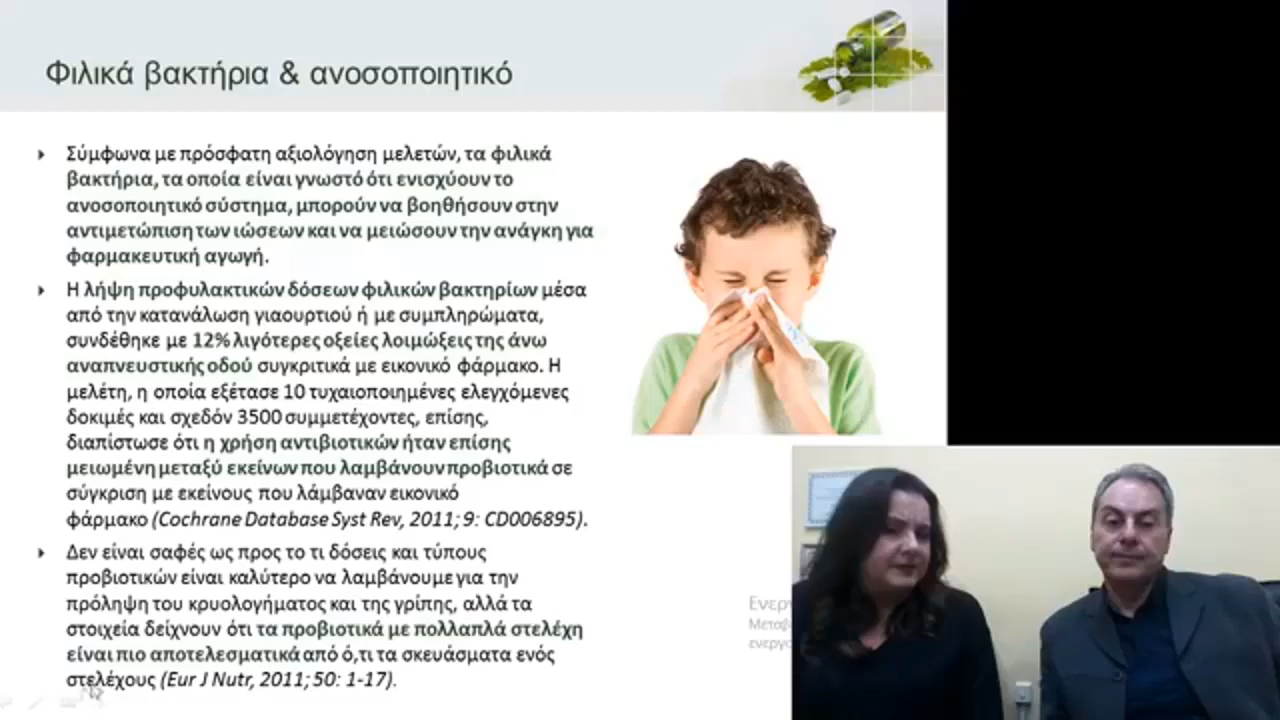 Φιλικά βακτήρια & ανοσοποιητικό
Σύμφωνα με πρόσφατη αξιολόγηση μελετών, τα φιλικά
βακτήρια, τα οποία είναι γνωστό ότι ενισχύουν το
ανοσοποιητικό σύστημα, μπορούν να βοηθήσουν στην
αντιμετώπιση των ιώσεων και να μειώσουν την ανάγκη για
φαρμακευτική αγωγή.
Η λήψη προφυλακτικών δόσεων φιλικών βακτηρίων μέσα
από την κατανάλωση γιαουρτιού ή με συμπληρώματα,
συνδέθηκε με 12% λιγότερες οξείες λοιμώξεις της άνω
αναπνευστικής οδού συγκριτικά με εικονικό φάρμακο. Η
μελέτη, η οποία εξέτασε 10 τυχαιοποιημένες ελεγχόμενες
δοκιμές και σχεδόν 3500 συμμετέχοντες, επίσης,
διαπίστωσε ότι η χρήση αντιβιοτικών ήταν επίσης
μειωμένη μεταξύ εκείνων που λαμβάνουν προβιοτικά σε
σύγκριση με εκείνους που λάμβαναν εικονικό
φάρμακο (Cochrane Database Syst Rev, 2011; 9: CD006895).
Δεν είναι σαφές ως προς το τι δόσεις και τύπους
προβιοτικών είναι καλύτερο να λαμβάνουμε για την
πρόληψη του κρυολογήματος και της γρίπης, αλλά τα
στοιχεία δείχνουν ότι τα προβιοτικά με πολλαπλά στελέχη
είναι πιο αποτελεσματικά από ό,τι τα σκευάσματα ενός
στελέχους (Eur J Nutr, 2011; 50: 1-17).